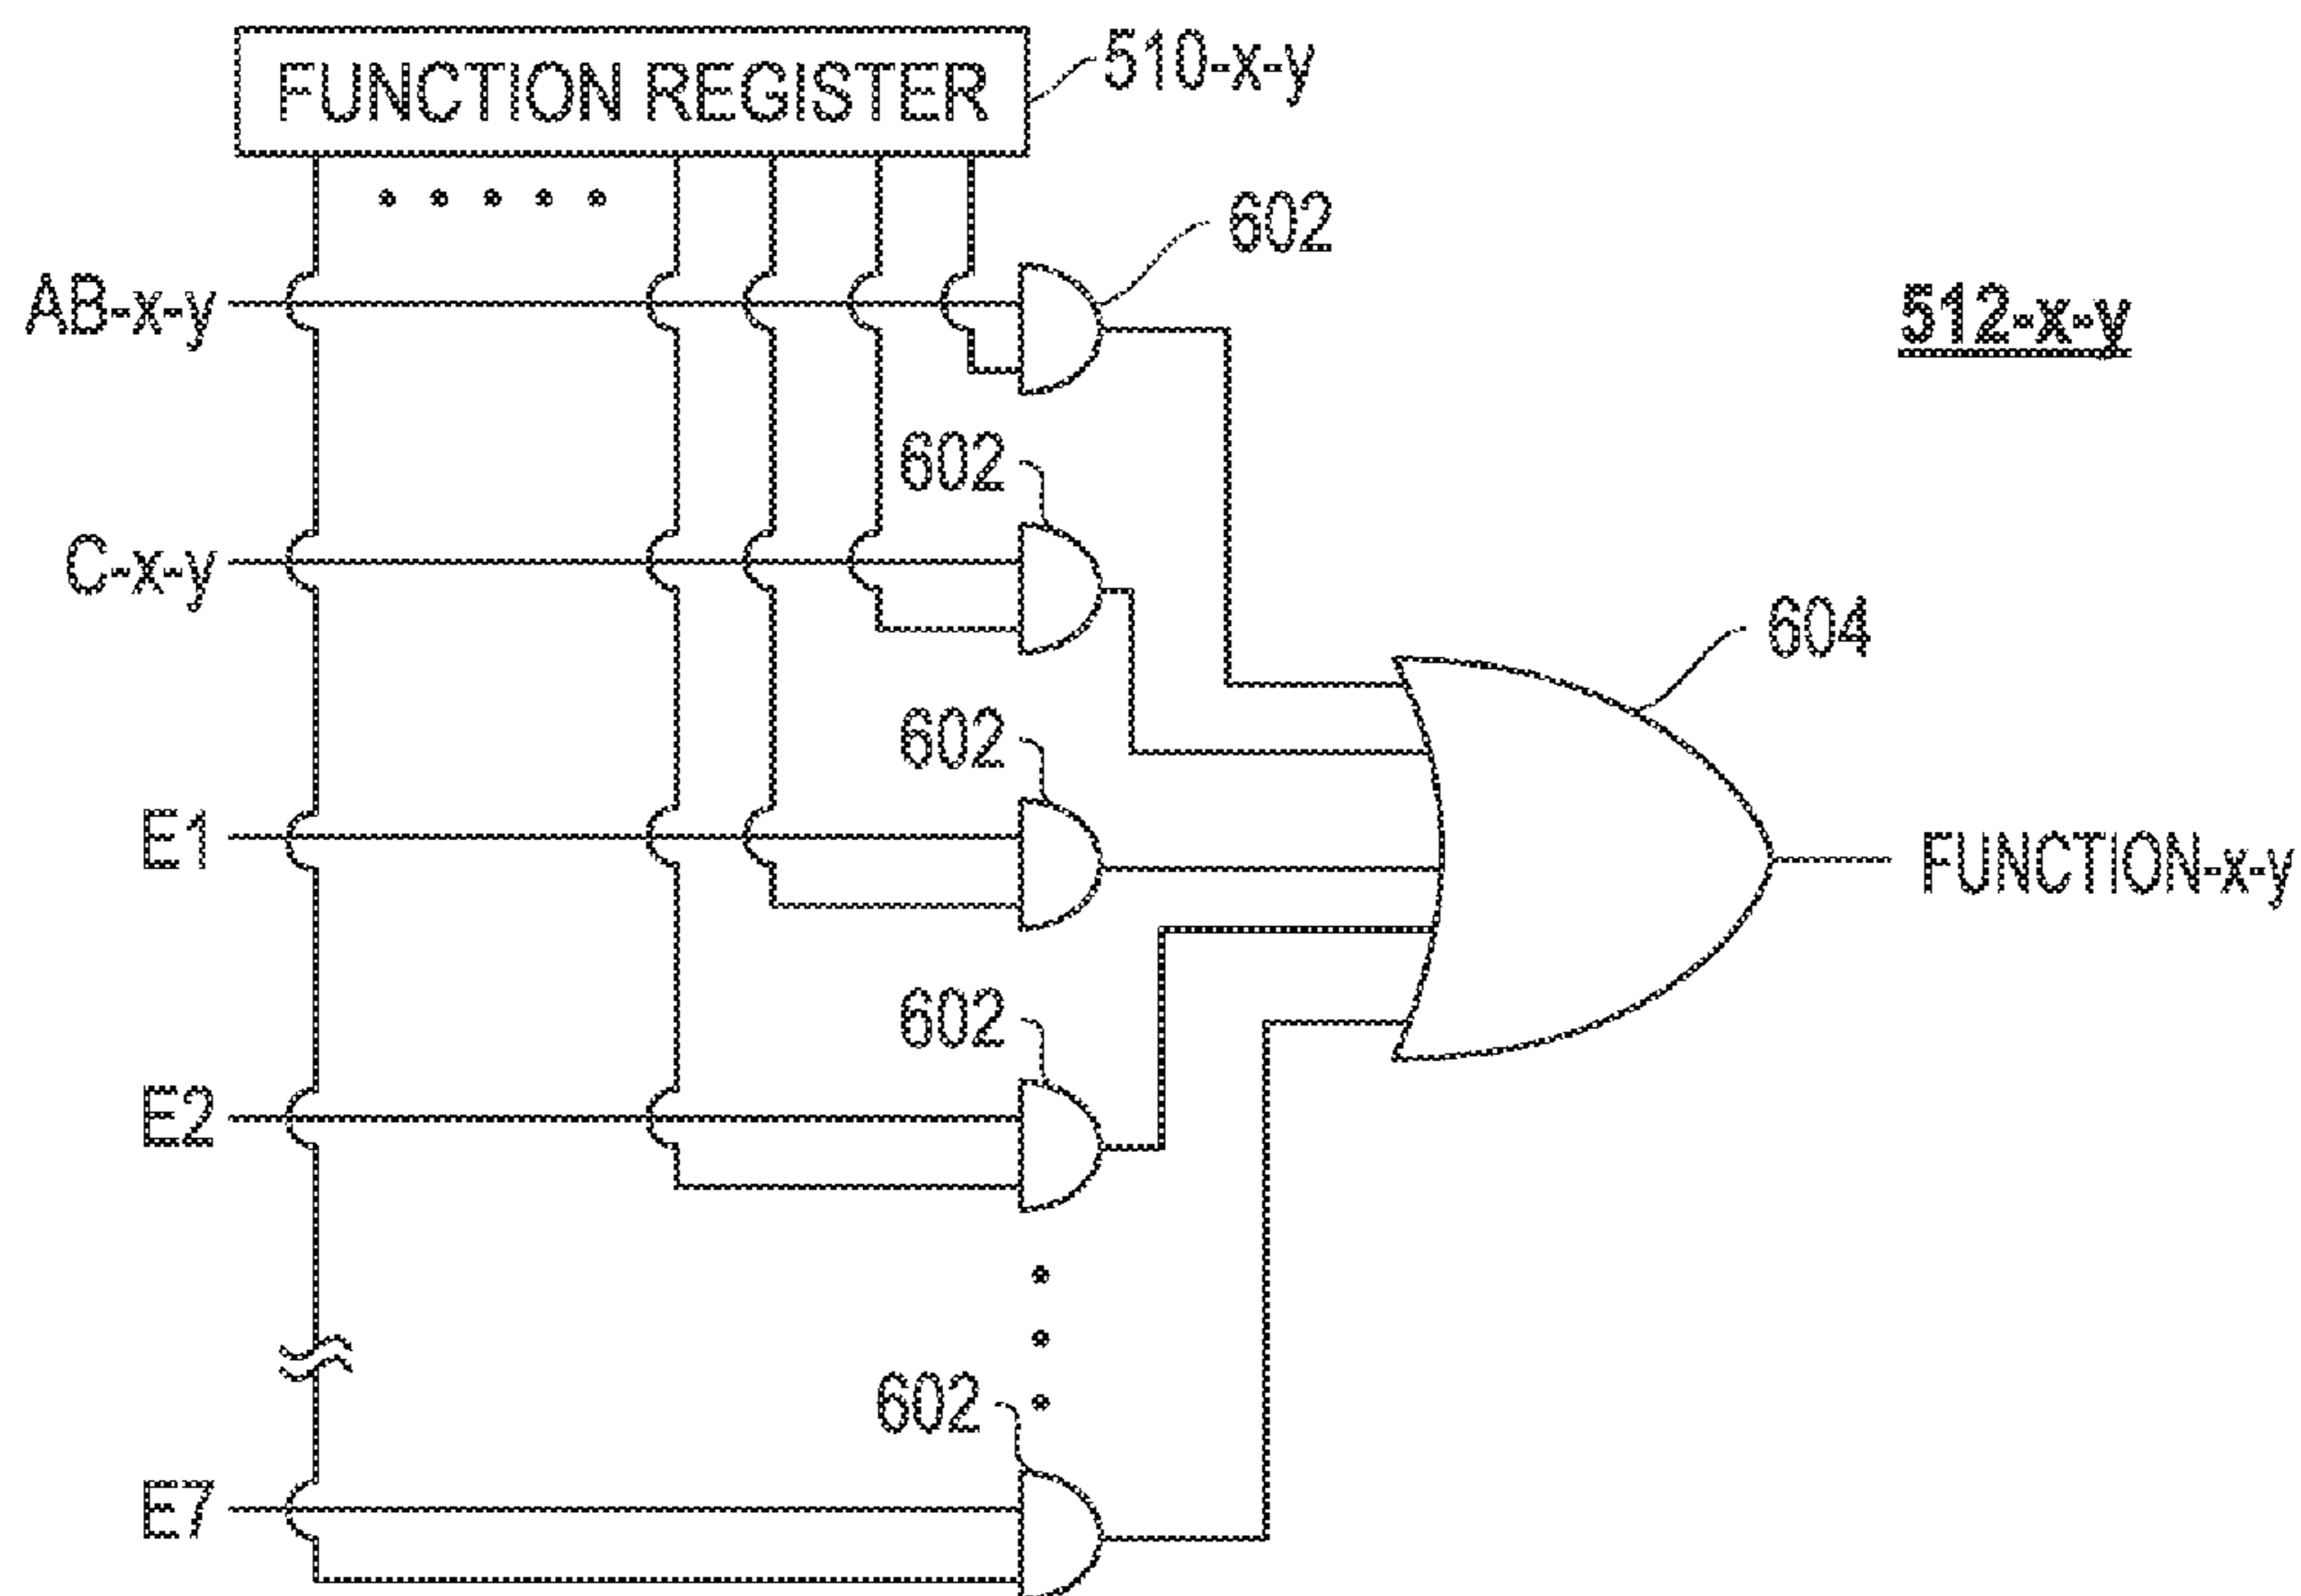 FUNCTION REGISTER
510-x-y
602
AB-x-y
512-x-y
602
C-x-y
604
602
E1
FUNCTION-x-y
602
E2
602
E7